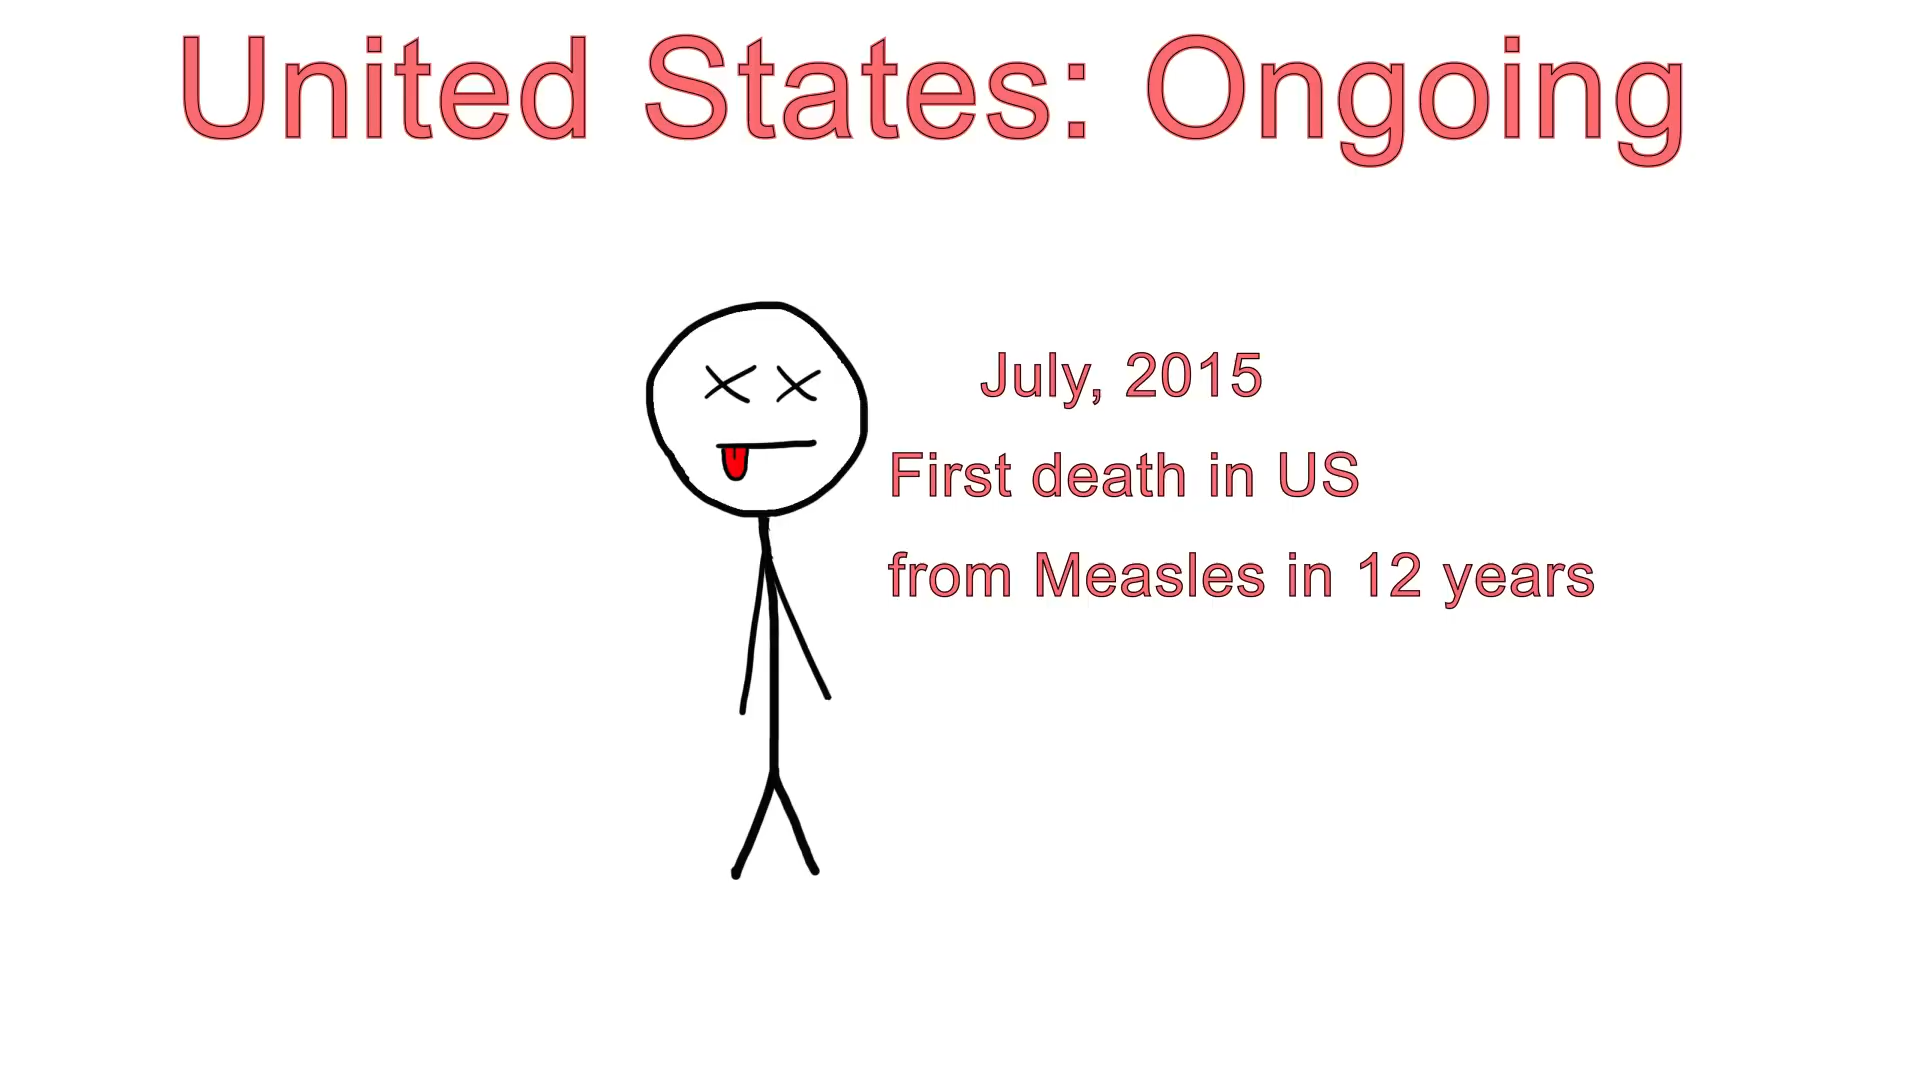 United States: Ongoing
July, 2015
First death in US
from Measles in 12 years